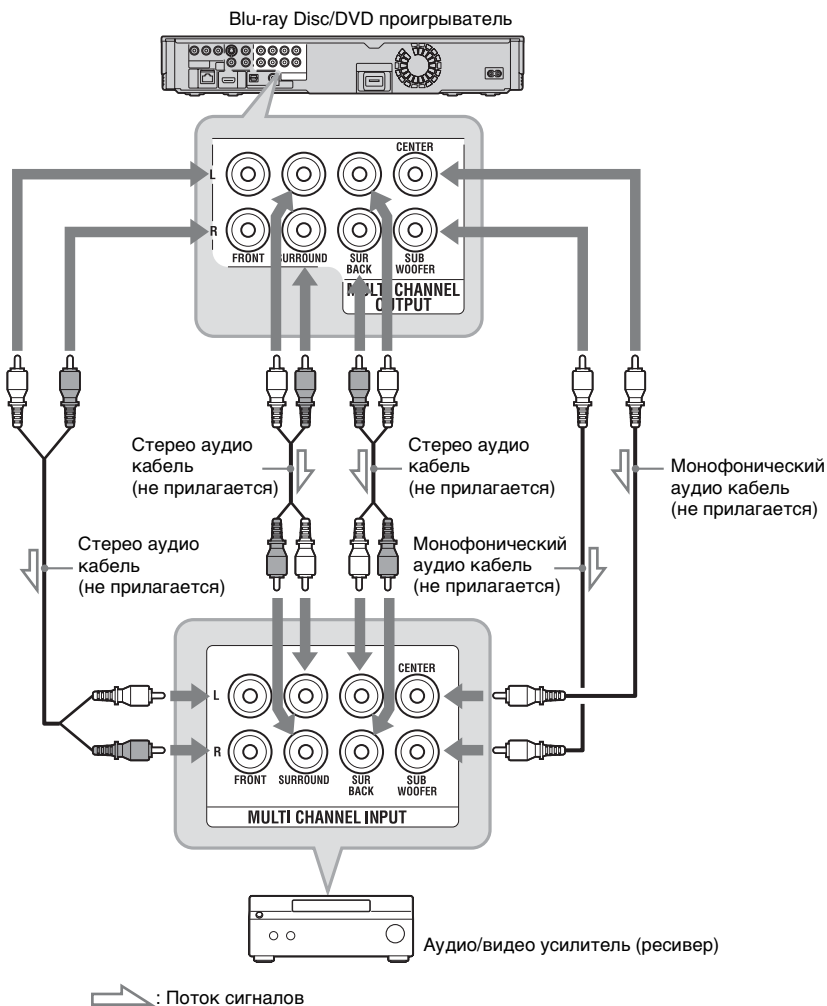 Blu-ray Disc/DVD проигрыватель
CENTER
L
R
FRONT
SURROUND
SUR
BACK
SUB
WOOFER
MULTI CHANNEL
OUTPUT
Стерео аудио
кабель
(не прилагается)
Стерео аудио
кабель
(не прилагается)
Монофонический
аудио кабель
(не прилагается)
Стерео аудио
кабель
(не прилагается)
Монофонический
аудио кабель
(не прилагается)
CENTER
L
R
FRONT
SURROUND
SUR
BACK
SUB
WOOFER
MULTI CHANNEL INPUT
Аудио/видео усилитель (ресивер)
: Поток сигналов